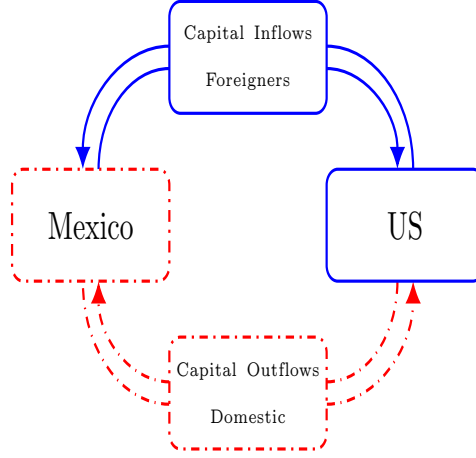 Capital Inflows
Foreigners
Mexico
US
Capital Outflows
Domestic